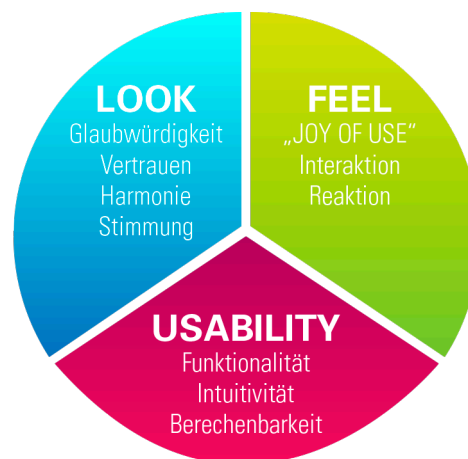 LOOK
Glaubwürdigkeit
Vertrauen
Harmonie
Stimmung
FEEL
„JOY OF USE“
Interaktion
Reaktion
USABILITY
Funktionalität
Intuitivität
Berechenbarkeit